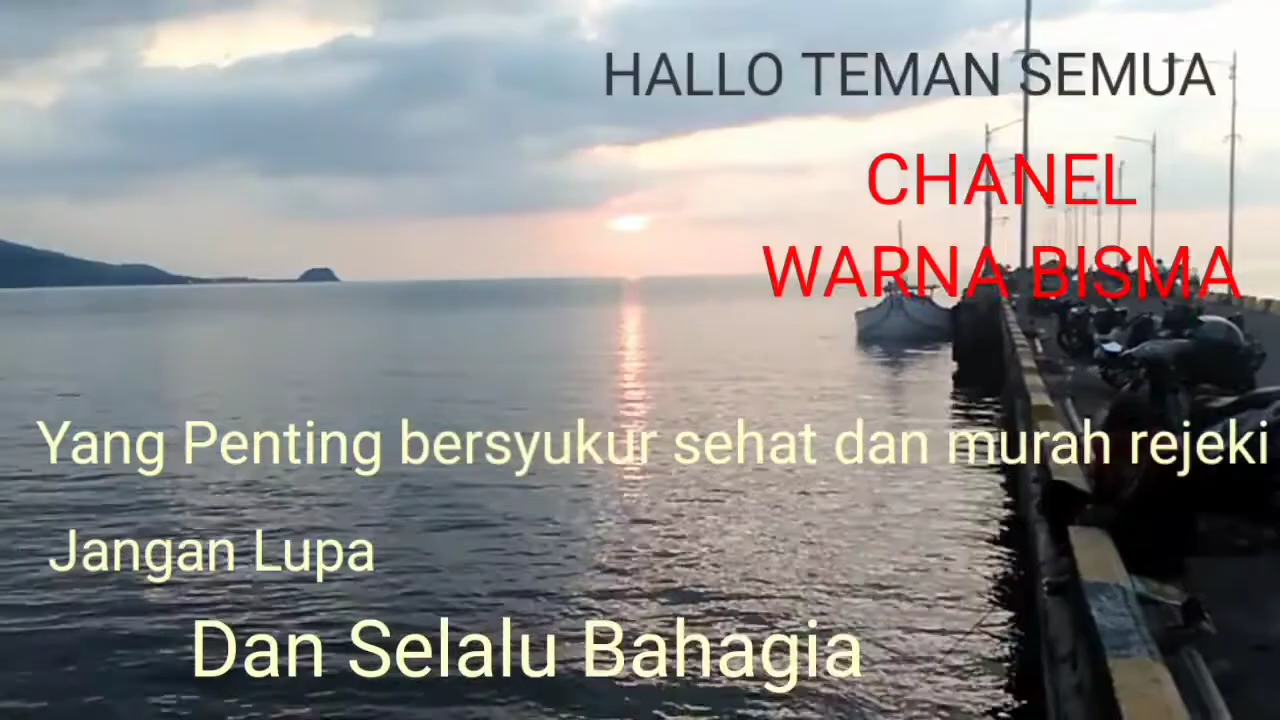 HALLO TEMAN SEMUA
CHANEL
WARNA BISMA
Yang Penting bersyukur sehat dan murah rejeki
Jangan Lupa
Dan Selalu Bahagia